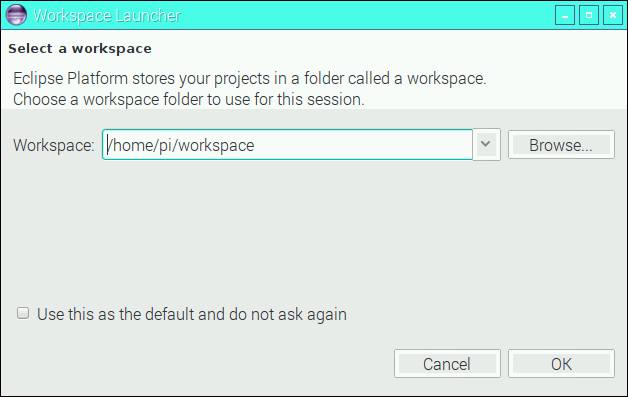 Workspace Launcher
Select a workspace
Eclipse Platform stores your projects in a folder called a workspace.
Choose a workspace folder to use for this session.
Workspace: /home/pi/workspace Browse...
Use this as the default and do not ask again
Cancel OK